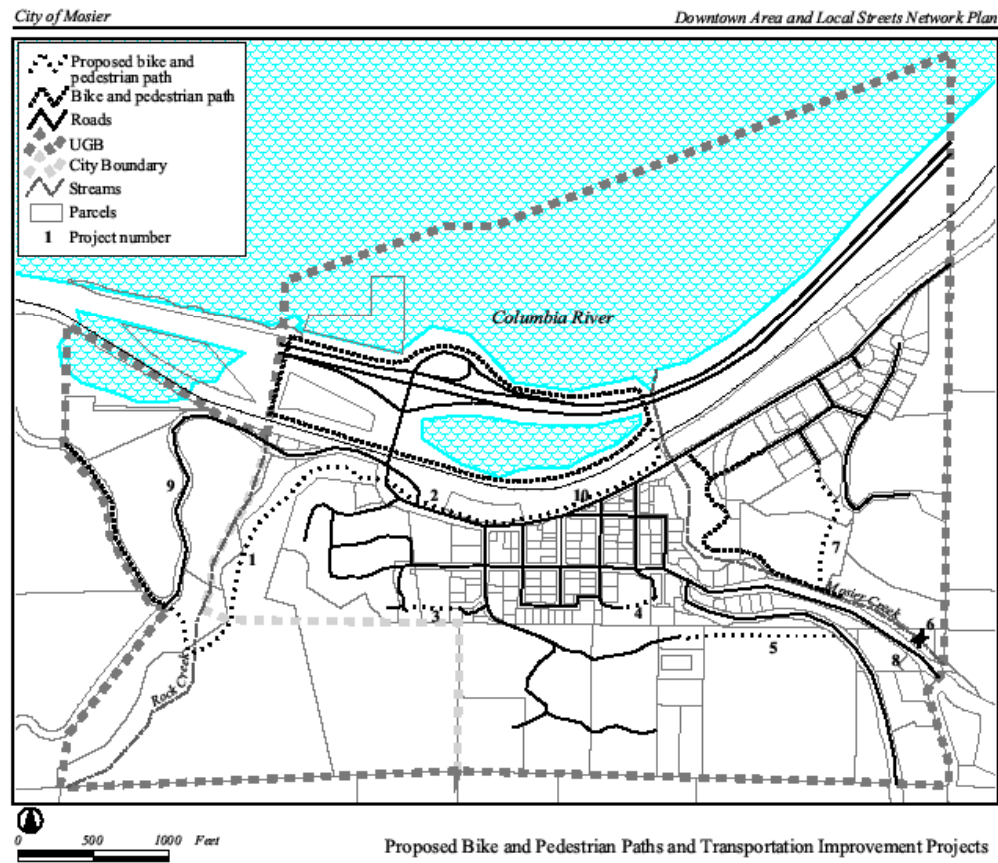 City of Mosier
Downtown Area and Local Streets Network Plan
Proposed bike and
pedestrian path
Bike and pedestrian path
Roads
UGB
City Boundary
Streams
Parcels
1 Project number
Columbia River
9
2
10
1
7
3
4
Mosier Creek
6
5
8
Rock Creek
0 500 1000 Feet
Proposed Bike and Pedestrian Paths and Transportation Improvement Projects